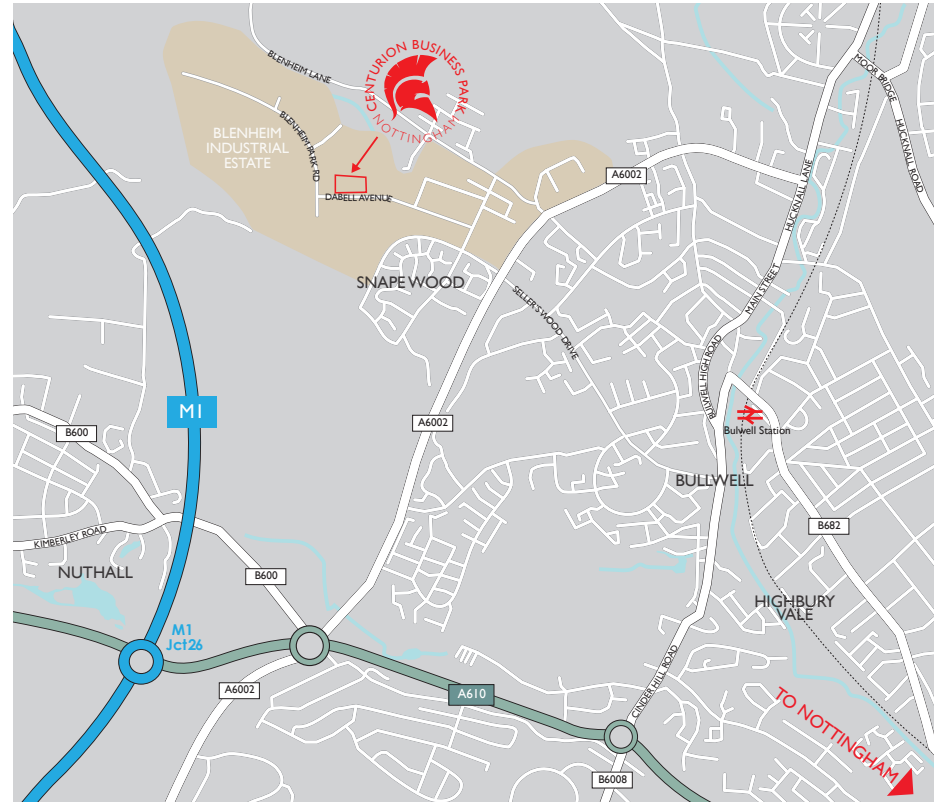 CENTURION BUSINESS PARK
NOTTINGHAM
BLENHEIM LANE
MOOR BRIDGE
HUCKNALL ROAD
BLENHEIM
INDUSTRIAL
ESTATE
BLENHEIM PARK RD
DABELL AVENUE
A6002
HUCKNALL LANE
SNAPE WOOD
SELLER'S WOOD DRIVE
MAIN STREET
BULWELL HIGH ROAD
M1
A6002
B600
Bulwell Station
BULLWELL
B682
KIMBERLEY ROAD
NUTHALL
B600
HIGHBURY
VALE
M1
Jct26
A6002
A610
CINDER HILL ROAD
TO NOTTINGHAM
B6008